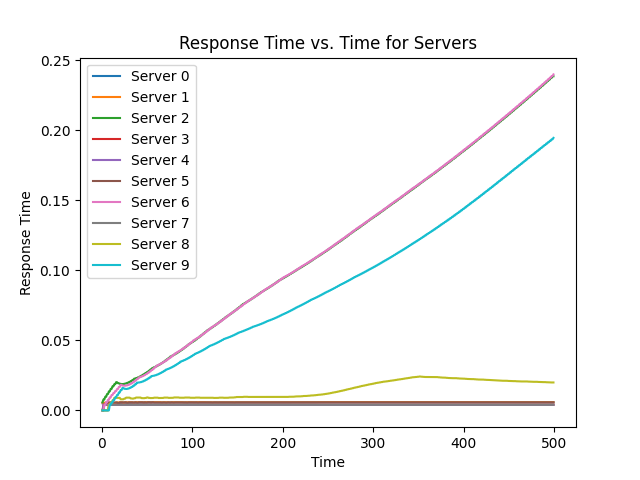 Response Time vs. Time for Servers
0.25
0.20
0.15
0.10
0.05
0.00
Response Time
Server 0
Server 1
Server 2
Server 3
Server 4
Server 5
Server 6
Server 7
Server 8
Server 9
0 100 200 300 400 500
Time